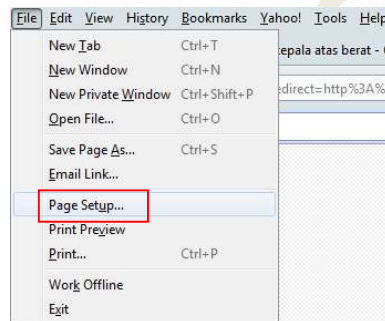 File Edit View History Bookmarks Yahoo! Tools Help
New Tab Ctrl+T
epala atas berat -
New Window Ctrl+N
New Private Window Ctrl+Shift+P
edirect=http%3A%
Open File... Ctrl+O
Save Page As... Ctrl+S
Email Link...
Page Setup...
Print Preview
Print... Ctrl+P
Work Offline
Exit